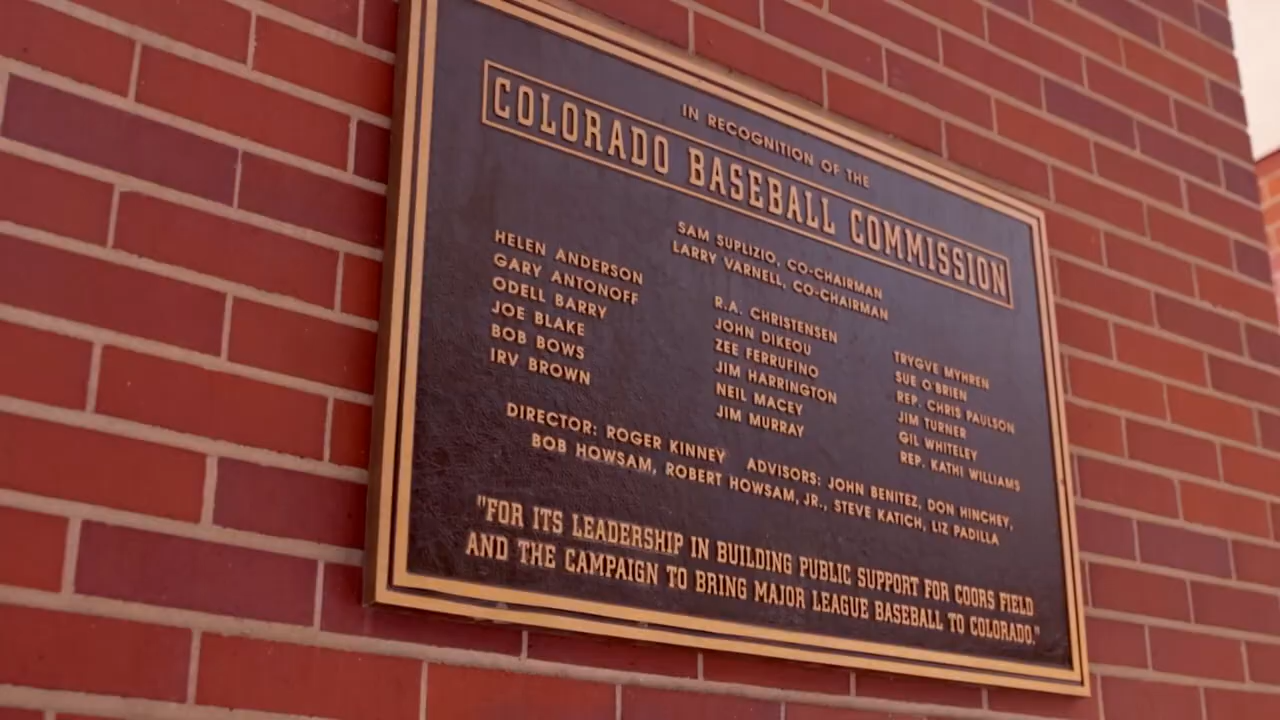 IN RECOGNITION OF THE
COLORADO BASEBALL COMMISSION
SAM SUPLIZIO, CO-CHAIRMAN
LARRY VARNELL, CO-CHAIRMAN
HELEN ANDERSON
GARY ANTONOFF
ODELL BARRY
JOE BLAKE
BOB BOWS
IRV BROWN
R.A. CHRISTENSEN
JOHN DIKEOU
ZEE FERRUFINO
JIM HARRINGTON
NEIL MACEY
JIM MURRAY
TRYGVE MYHREN
SUE O'BRIEN
REP. CHRIS PAULSON
JIM TURNER
GIL WHITELEY
REP. KATHI WILLIAMS
DIRECTOR: ROGER KINNEY ADVISORS: JOHN BENITEZ, DON HINCHEY,
BOB HOWSAM, ROBERT HOWSAM, JR., STEVE KATICH, LIZ PADILLA
"FOR ITS LEADERSHIP IN BUILDING PUBLIC SUPPORT FOR COORS FIELD
AND THE CAMPAIGN TO BRING MAJOR LEAGUE BASEBALL TO COLORADO."